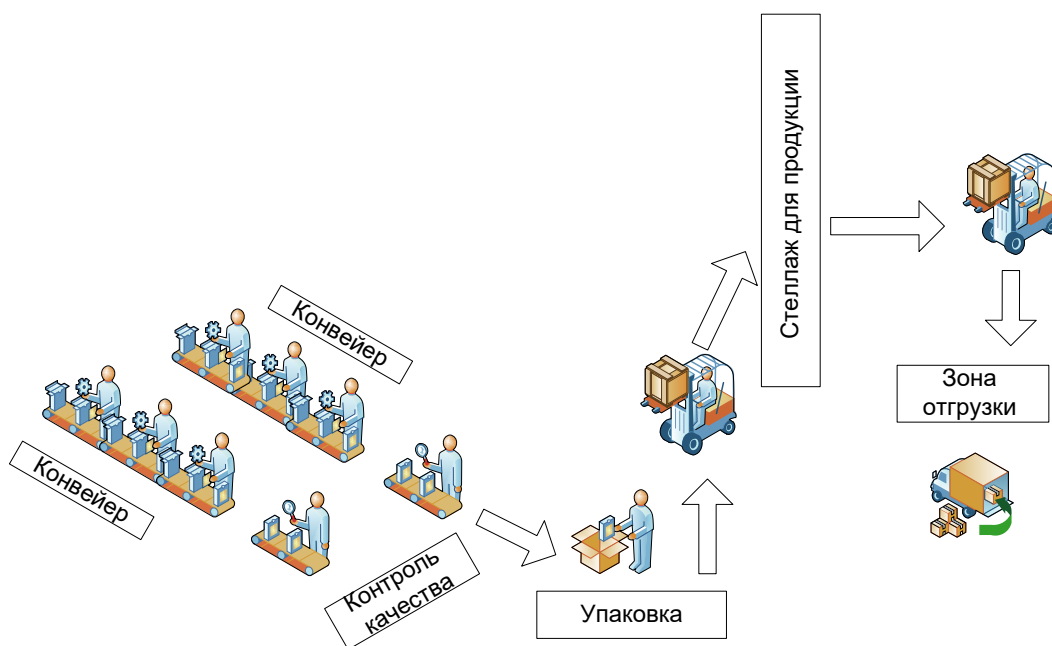 Конвейер
Конвейер
Контроль
качества
Упаковка
Стеллаж для продукции
Зона
отгрузки